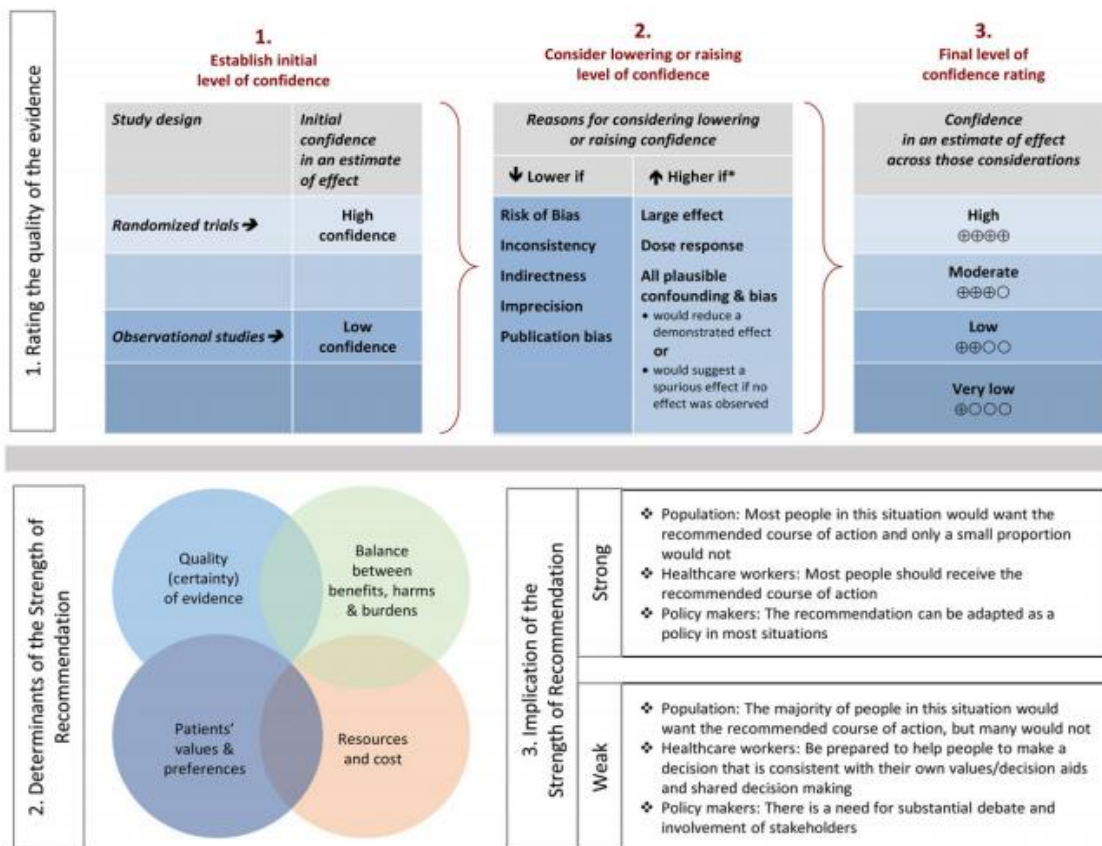 1. Rating the quality of the evidence
1.
Establish initial
level of confidence
Study design
Initial
confidence
in an estimate
of effect
Randomized trials ➔
High
confidence
Observational studies ➔
Low
confidence
2.
Consider lowering or raising
level of confidence
Reasons for considering lowering
or raising confidence
🡫 Lower if
🡩 Higher if*
Risk of Bias
Inconsistency
Indirectness
Imprecision
Publication bias
Large effect
Dose response
All plausible
confounding & bias
• would reduce a
demonstrated effect
or
• would suggest a
spurious effect if no
effect was observed
3.
Final level of
confidence rating
Confidence
in an estimate of effect
across those considerations
High
⊕⊕⊕⊕
Moderate
⊕⊕⊕○
Low
⊕⊕○○
Very low
⊕○○○
2. Determinants of the Strength of
Recommendation
Quality
(certainty)
of evidence
Balance
between
benefits, harms
& burdens
Patients'
values &
preferences
Resources
and cost
3. Implication of the
Strength of Recommendation
Strong
❖ Population: Most people in this situation would want the
recommended course of action and only a small proportion
would not
❖ Healthcare workers: Most people should receive the
recommended course of action
❖ Policy makers: The recommendation can be adapted as a
policy in most situations
Weak
❖ Population: The majority of people in this situation would
want the recommended course of action, but many would not
❖ Healthcare workers: Be prepared to help people to make a
decision that is consistent with their own values/decision aids
and shared decision making
❖ Policy makers: There is a need for substantial debate and
involvement of stakeholders